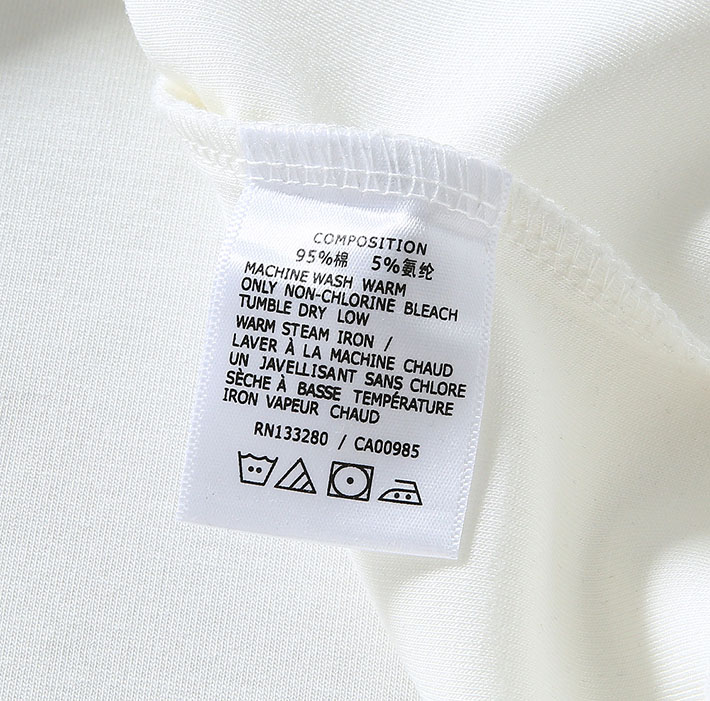 COMPOSITION
95%棉 5%氨纶
MACHINE WASH WARM
ONLY NON-CHLORINE BLEACH
TUMBLE DRY LOW
WARM STEAM IRON /
LAVER À LA MACHINE CHAUD
UN JAVELLISANT SANS CHLORE
SÈCHE À BASSE TEMPÉRATURE
IRON VAPEUR CHAUD
RN133280 / CA00985